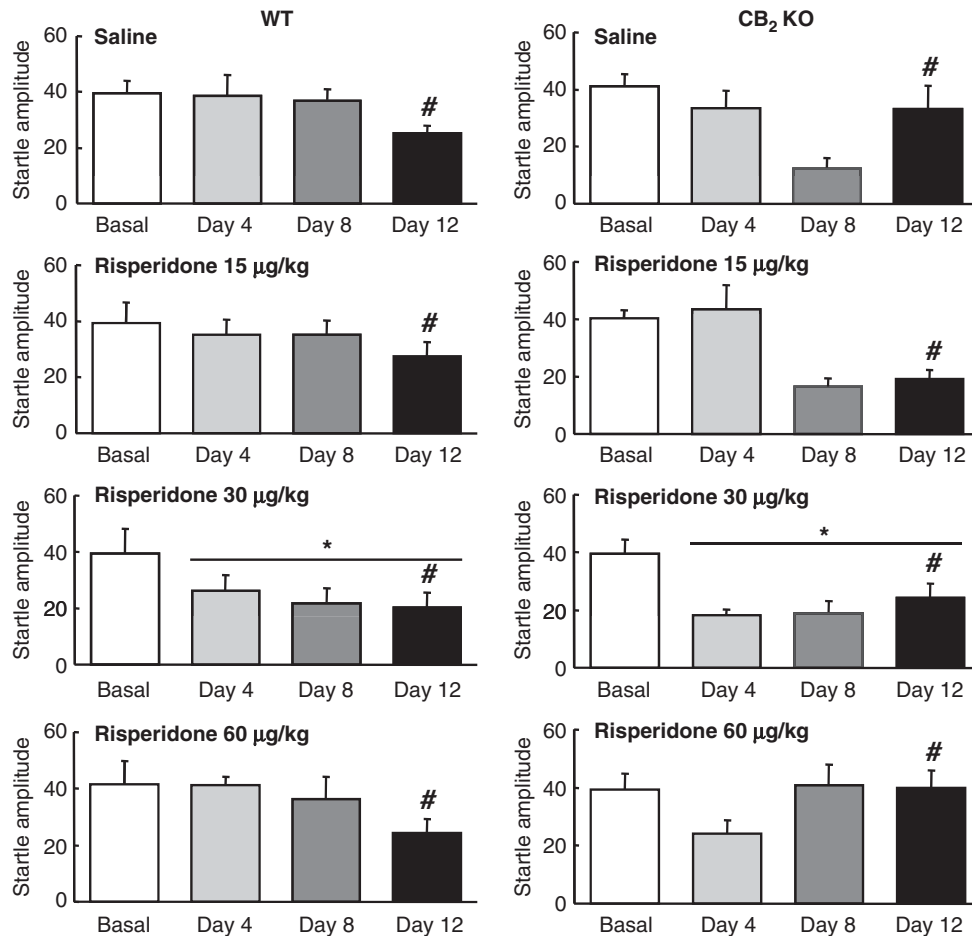 WT
CB₂ KO
Saline
Startle amplitude
60
40
20
0
#
Basal Day 4 Day 8 Day 12
Saline
Startle amplitude
60
40
20
0
#
Basal Day 4 Day 8 Day 12
Risperidone 15 μg/kg
Startle amplitude
60
40
20
0
#
Basal Day 4 Day 8 Day 12
Risperidone 15 μg/kg
Startle amplitude
60
40
20
0
#
Basal Day 4 Day 8 Day 12
Risperidone 30 μg/kg
Startle amplitude
60
40
20
0
*
#
Basal Day 4 Day 8 Day 12
Risperidone 30 μg/kg
Startle amplitude
60
40
20
0
*
#
Basal Day 4 Day 8 Day 12
Risperidone 60 μg/kg
Startle amplitude
60
40
20
0
#
Basal Day 4 Day 8 Day 12
Risperidone 60 μg/kg
Startle amplitude
60
40
20
0
#
Basal Day 4 Day 8 Day 12